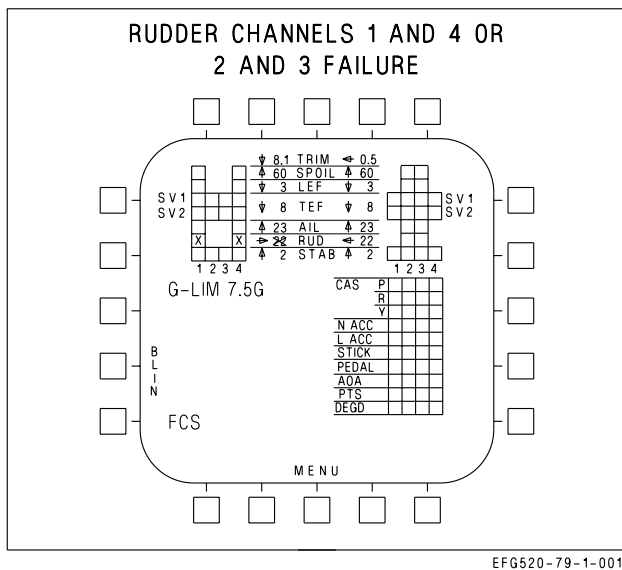 RUDDER CHANNELS 1 AND 4 OR
2 AND 3 FAILURE
8.1 TRIM 0.5
60 SPOIL 60
3 LEF 3
SV1 SV1
8 TEF 8
SV2 SV2
23 AIL 23
X X 22 RUD 22
2 STAB 2
1 2 3 4 1 2 3 4
G-LIM 7.5G
CAS P
R
Y
N ACC
L ACC
STICK
PEDAL
AOA
PTS
DEGD
BLIN
FCS
MENU
EFG520-79-1-001